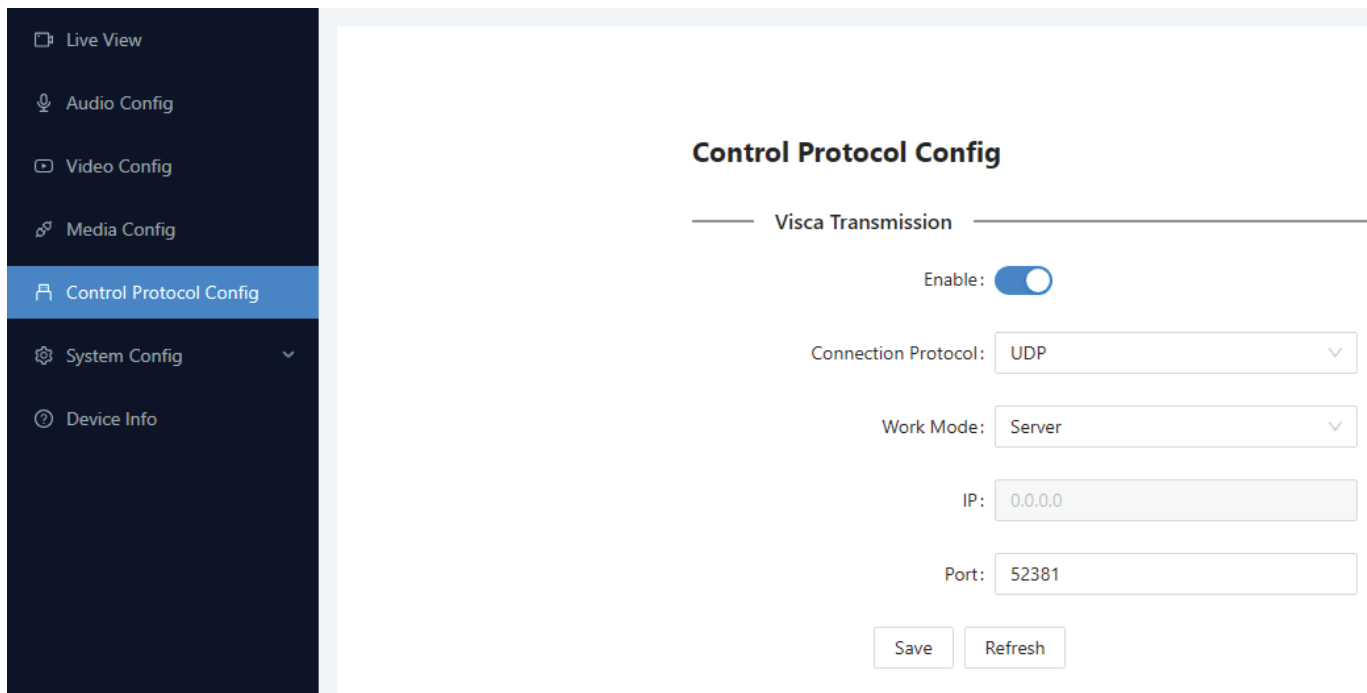 Live View
Audio Config
Video Config
Media Config
Control Protocol Config
System Config
Device Info
Control Protocol Config
Visca Transmission
Enable:
Connection Protocol: UDP
Work Mode: Server
IP: 0.0.0.0
Port: 52381
Save Refresh